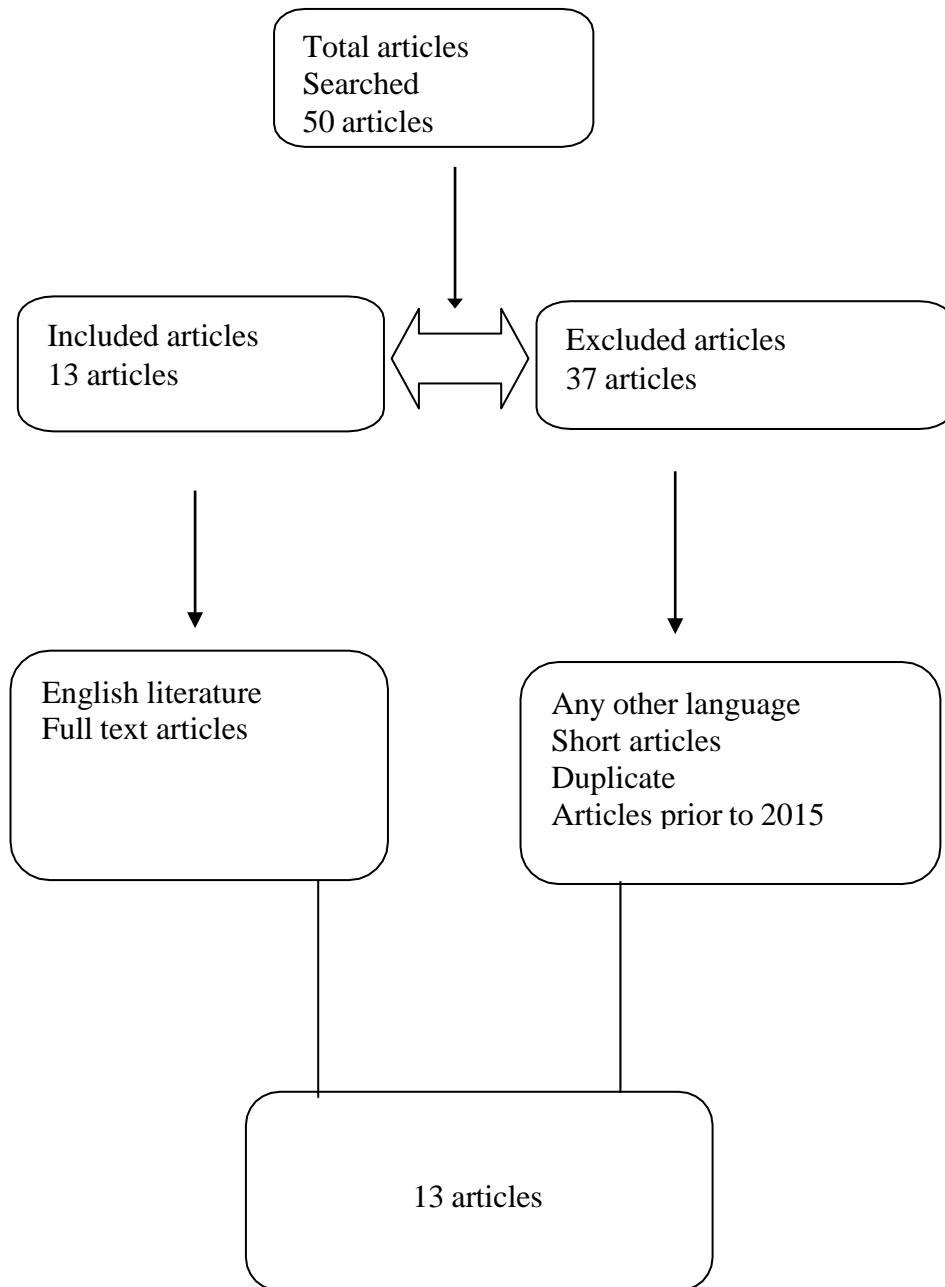 Total articles
Searched
50 articles
Included articles
13 articles
Excluded articles
37 articles
English literature
Full text articles
Any other language
Short articles
Duplicate
Articles prior to 2015
13 articles